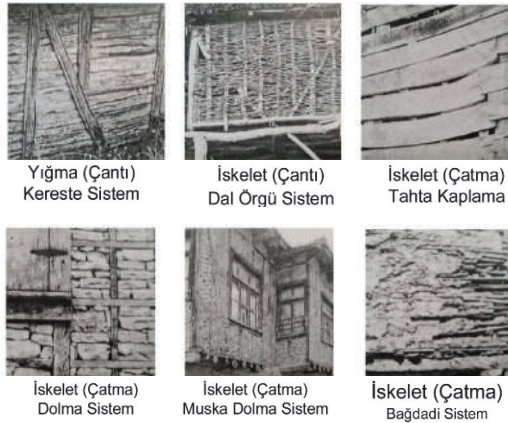 Yığma (Çantı)
Kereste Sistem
İskelet (Çantı)
Dal Örgü Sistem
İskelet (Çatma)
Tahta Kaplama
İskelet (Çatma)
Dolma Sistem
İskelet (Çatma)
Muska Dolma Sistem
İskelet (Çatma)
Bağdadi Sistem